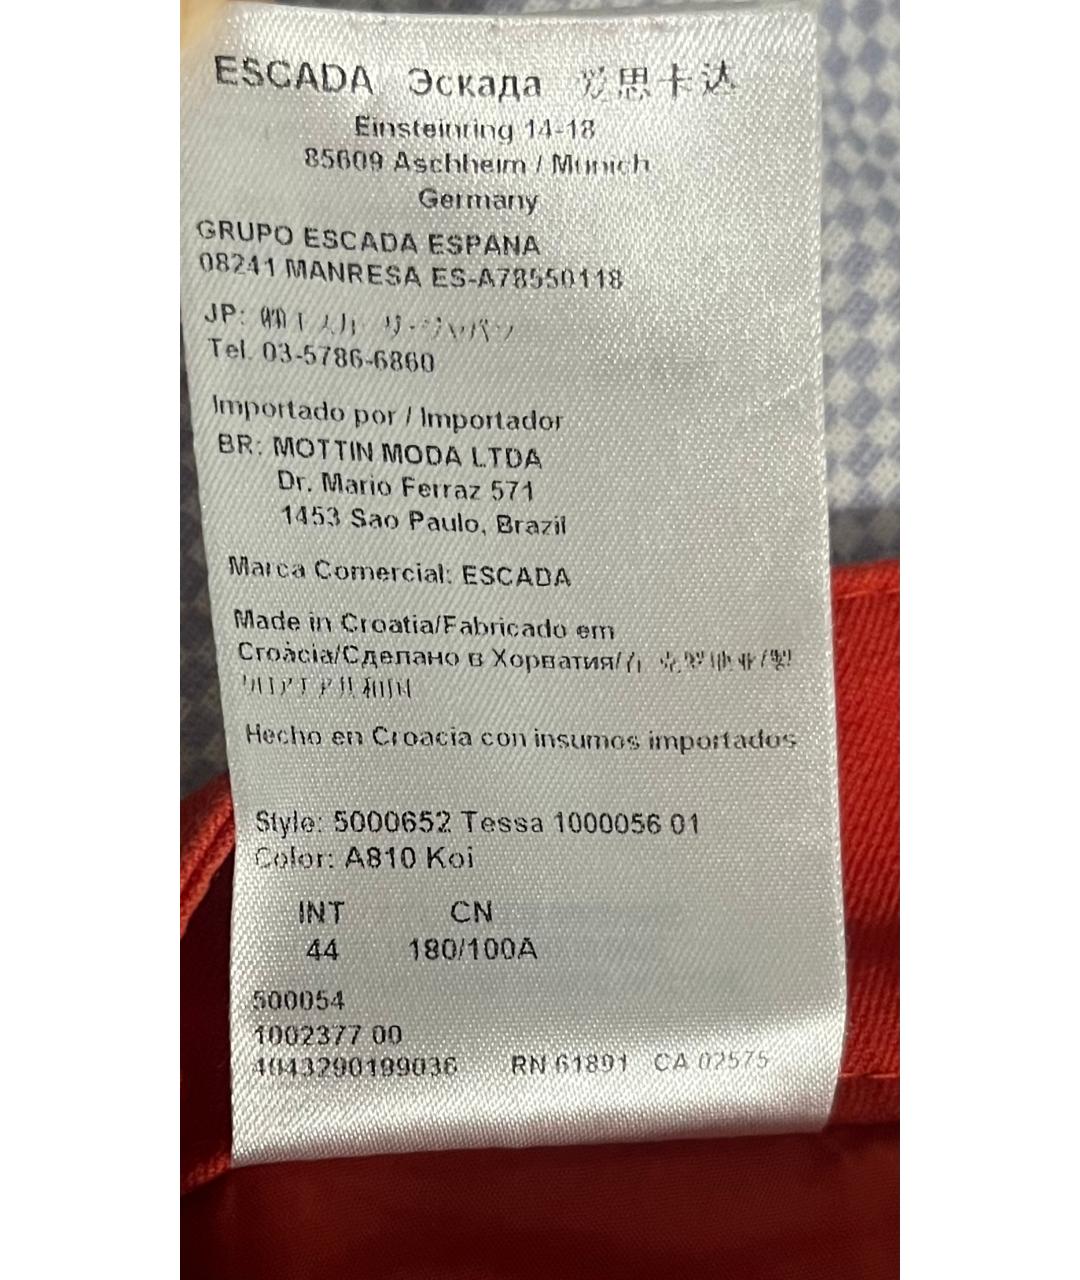 ESCADA Эскада 思卡达
Einsteinring 14-18
85609 Aschheim / Munich
Germany
GRUPO ESCADA ESPANA
08241 MANRESA ES-A78550118
JP:
Tel. 03-5786-6860
Importado por / Importador
BR: MOTTIN MODA LTDA
Dr. Mario Ferraz 571
1453 Sao Paulo, Brazil
Marca Comercial: ESCADA
Made in Croatia/Fabricado em
Croácia/Сделано в Хорватия/
Hecho en Croacia con insumos importados
Style: 5000652 Tessa 1000056 01
Color: A810 Koi
INT CN
44 180/100A
500054
1002377 00
4043290199036 RN 61891 CA 02575